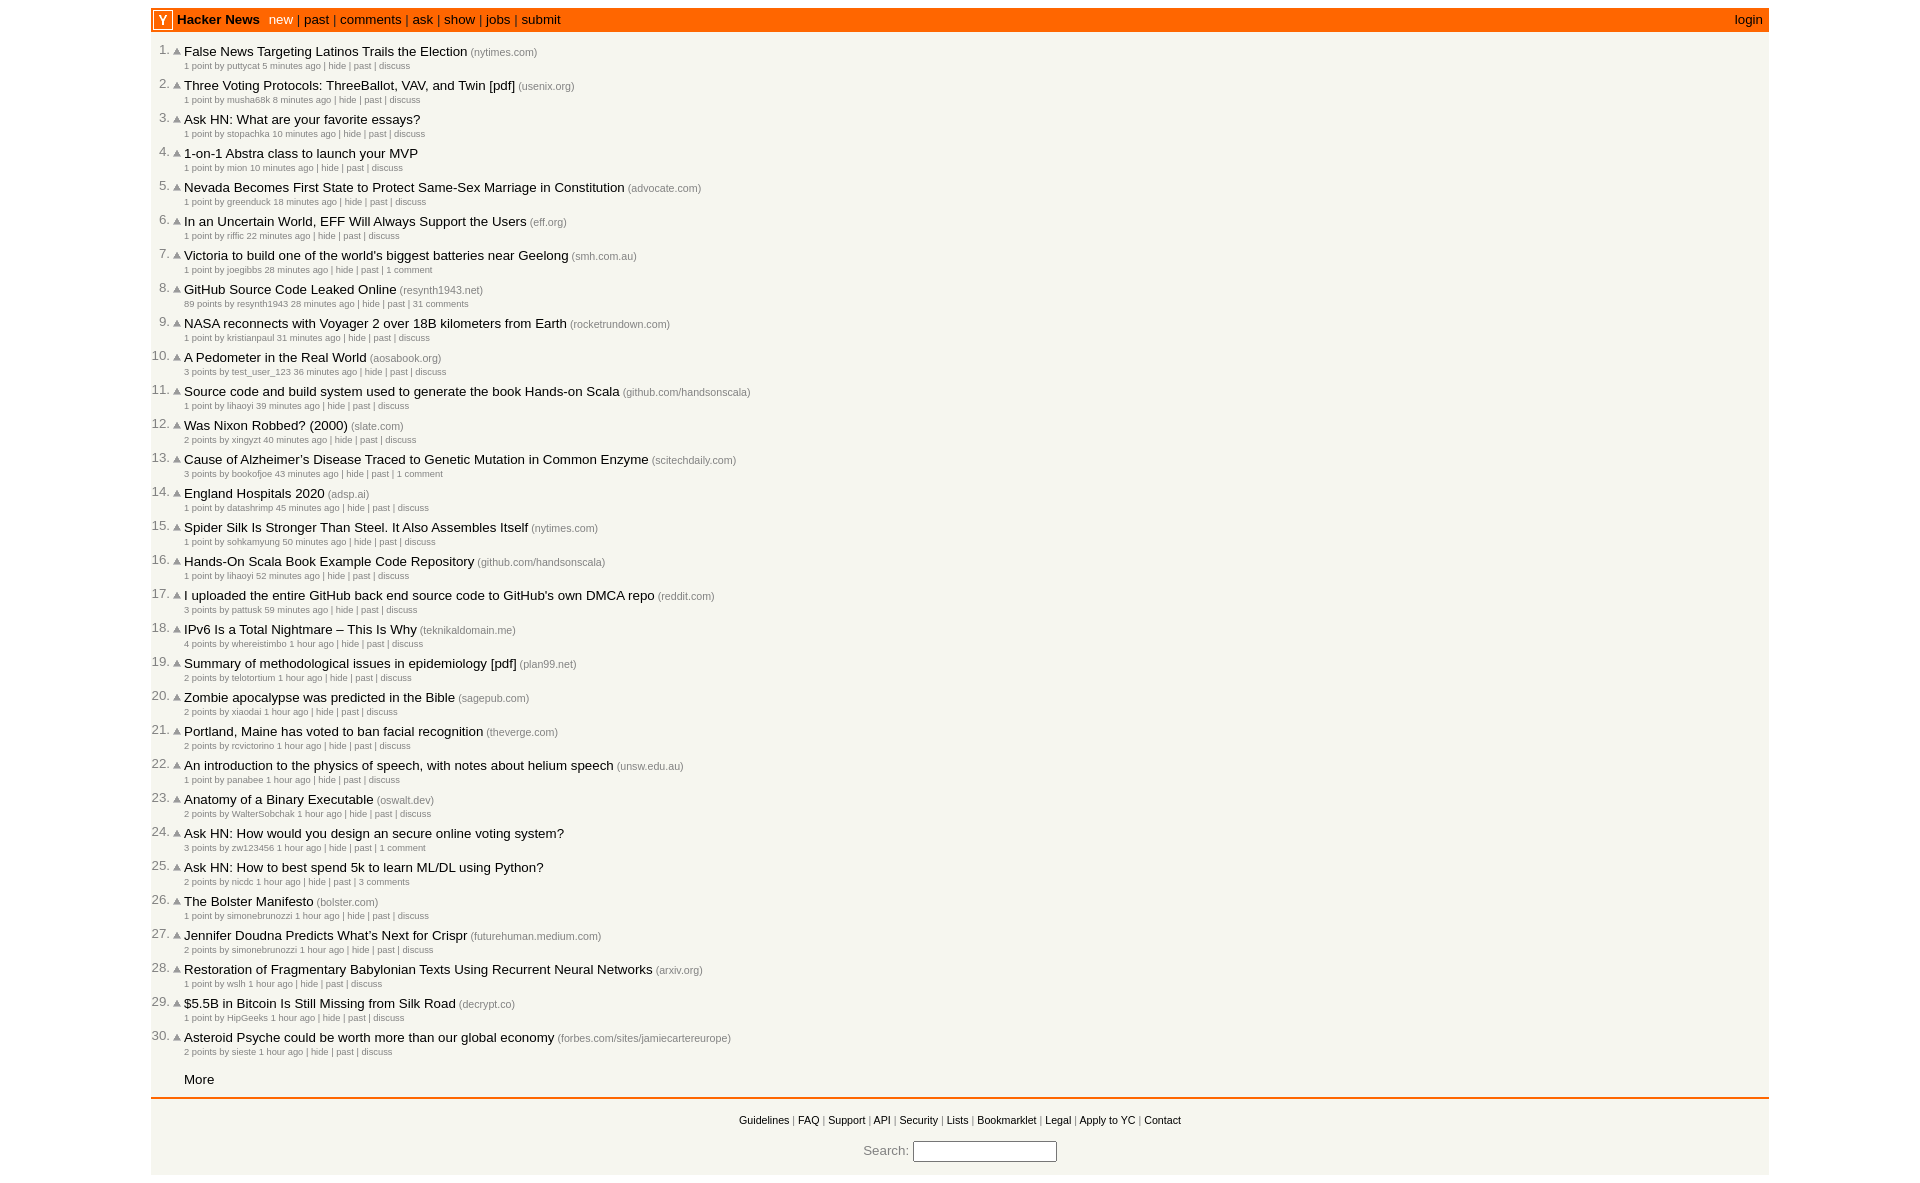 Y Hacker News new | past | comments | ask | show | jobs | submit login
1. ▲ False News Targeting Latinos Trails the Election (nytimes.com)
1 point by puttycat 5 minutes ago | hide | past | discuss
2. ▲ Three Voting Protocols: ThreeBallot, VAV, and Twin [pdf] (usenix.org)
1 point by musha68k 8 minutes ago | hide | past | discuss
3. ▲ Ask HN: What are your favorite essays?
1 point by stopachka 10 minutes ago | hide | past | discuss
4. ▲ 1-on-1 Abstra class to launch your MVP
1 point by mion 10 minutes ago | hide | past | discuss
5. ▲ Nevada Becomes First State to Protect Same-Sex Marriage in Constitution (advocate.com)
1 point by greenduck 18 minutes ago | hide | past | discuss
6. ▲ In an Uncertain World, EFF Will Always Support the Users (eff.org)
1 point by riffic 22 minutes ago | hide | past | discuss
7. ▲ Victoria to build one of the world's biggest batteries near Geelong (smh.com.au)
1 point by joegibbs 28 minutes ago | hide | past | 1 comment
8. ▲ GitHub Source Code Leaked Online (resynth1943.net)
89 points by resynth1943 28 minutes ago | hide | past | 31 comments
9. ▲ NASA reconnects with Voyager 2 over 18B kilometers from Earth (rocketrundown.com)
1 point by kristianpaul 31 minutes ago | hide | past | discuss
10. ▲ A Pedometer in the Real World (aosabook.org)
3 points by test_user_123 36 minutes ago | hide | past | discuss
11. ▲ Source code and build system used to generate the book Hands-on Scala (github.com/handsonscala)
1 point by lihaoyi 39 minutes ago | hide | past | discuss
12. ▲ Was Nixon Robbed? (2000) (slate.com)
2 points by xingyzt 40 minutes ago | hide | past | discuss
13. ▲ Cause of Alzheimer’s Disease Traced to Genetic Mutation in Common Enzyme (scitechdaily.com)
3 points by bookofjoe 43 minutes ago | hide | past | 1 comment
14. ▲ England Hospitals 2020 (adsp.ai)
1 point by datashrimp 45 minutes ago | hide | past | discuss
15. ▲ Spider Silk Is Stronger Than Steel. It Also Assembles Itself (nytimes.com)
1 point by sohkamyung 50 minutes ago | hide | past | discuss
16. ▲ Hands-On Scala Book Example Code Repository (github.com/handsonscala)
1 point by lihaoyi 52 minutes ago | hide | past | discuss
17. ▲ I uploaded the entire GitHub back end source code to GitHub's own DMCA repo (reddit.com)
3 points by pattusk 59 minutes ago | hide | past | discuss
18. ▲ IPv6 Is a Total Nightmare – This Is Why (teknikaldomain.me)
4 points by whereistimbo 1 hour ago | hide | past | discuss
19. ▲ Summary of methodological issues in epidemiology [pdf] (plan99.net)
2 points by telotortium 1 hour ago | hide | past | discuss
20. ▲ Zombie apocalypse was predicted in the Bible (sagepub.com)
2 points by xiaodai 1 hour ago | hide | past | discuss
21. ▲ Portland, Maine has voted to ban facial recognition (theverge.com)
2 points by rcvictorino 1 hour ago | hide | past | discuss
22. ▲ An introduction to the physics of speech, with notes about helium speech (unsw.edu.au)
1 point by panabee 1 hour ago | hide | past | discuss
23. ▲ Anatomy of a Binary Executable (oswalt.dev)
2 points by WalterSobchak 1 hour ago | hide | past | discuss
24. ▲ Ask HN: How would you design an secure online voting system?
3 points by zw123456 1 hour ago | hide | past | 1 comment
25. ▲ Ask HN: How to best spend 5k to learn ML/DL using Python?
2 points by nicdc 1 hour ago | hide | past | 3 comments
26. ▲ The Bolster Manifesto (bolster.com)
1 point by simonebrunozzi 1 hour ago | hide | past | discuss
27. ▲ Jennifer Doudna Predicts What’s Next for Crispr (futurehuman.medium.com)
2 points by simonebrunozzi 1 hour ago | hide | past | discuss
28. ▲ Restoration of Fragmentary Babylonian Texts Using Recurrent Neural Networks (arxiv.org)
1 point by wslh 1 hour ago | hide | past | discuss
29. ▲ $5.5B in Bitcoin Is Still Missing from Silk Road (decrypt.co)
1 point by HipGeeks 1 hour ago | hide | past | discuss
30. ▲ Asteroid Psyche could be worth more than our global economy (forbes.com/sites/jamiecartereurope)
2 points by sieste 1 hour ago | hide | past | discuss
More
Guidelines | FAQ | Support | API | Security | Lists | Bookmarklet | Legal | Apply to YC | Contact
Search: